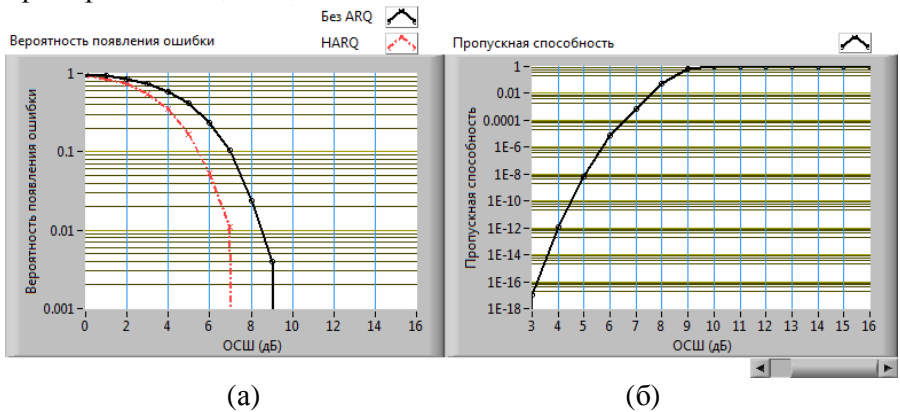 Без ARQ
HARQ
Вероятность появления ошибки
Вероятность появления ошибки
1
0.1
0.01
0.001
0 2 4 6 8 10 12 14 16
ОСШ (дБ)
(а)
Пропускная способность
Пропускная способность
1
0.01
0.0001
1E-6
1E-8
1E-10
1E-12
1E-14
1E-16
1E-18
3 4 5 6 7 8 9 10 11 12 13 14 15 16
ОСШ (дБ)
(б)